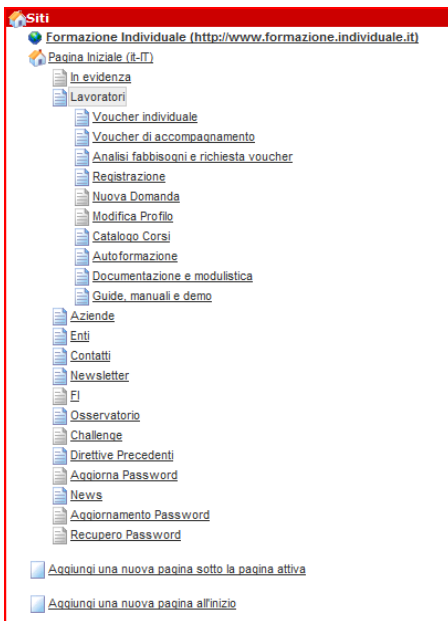 Siti
Formazione Individuale (http://www.formazione.individuale.it)
Pagina Iniziale (it-IT)
In evidenza
Lavoratori
Voucher individuale
Voucher di accompagnamento
Analisi fabbisogni e richiesta voucher
Registrazione
Nuova Domanda
Modifica Profilo
Catalogo Corsi
Autoformazione
Documentazione e modulistica
Guide, manuali e demo
Aziende
Enti
Contatti
Newsletter
FI
Osservatorio
Challenge
Direttive Precedenti
Aggiorna Password
News
Aggiornamento Password
Recupero Password
Aggiungi una nuova pagina sotto la pagina attiva
Aggiungi una nuova pagina all'inizio